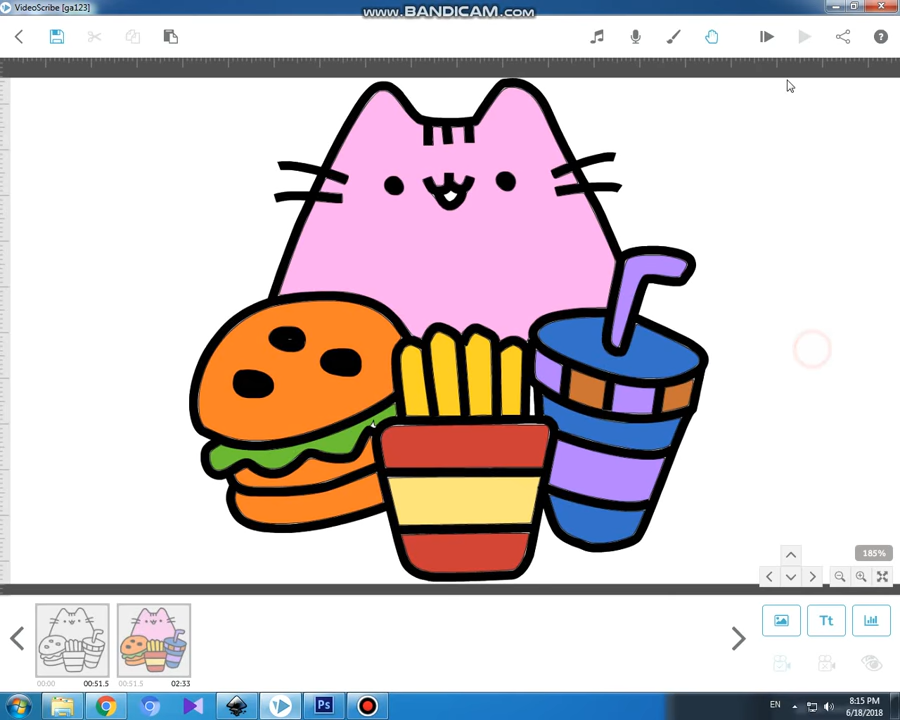 VideoScribe [ga123]
www.BANDICAM.com
185%
Tt
00:00 00:51.5
00:51.5 02:33
Ps
EN
8:15 PM
6/18/2018